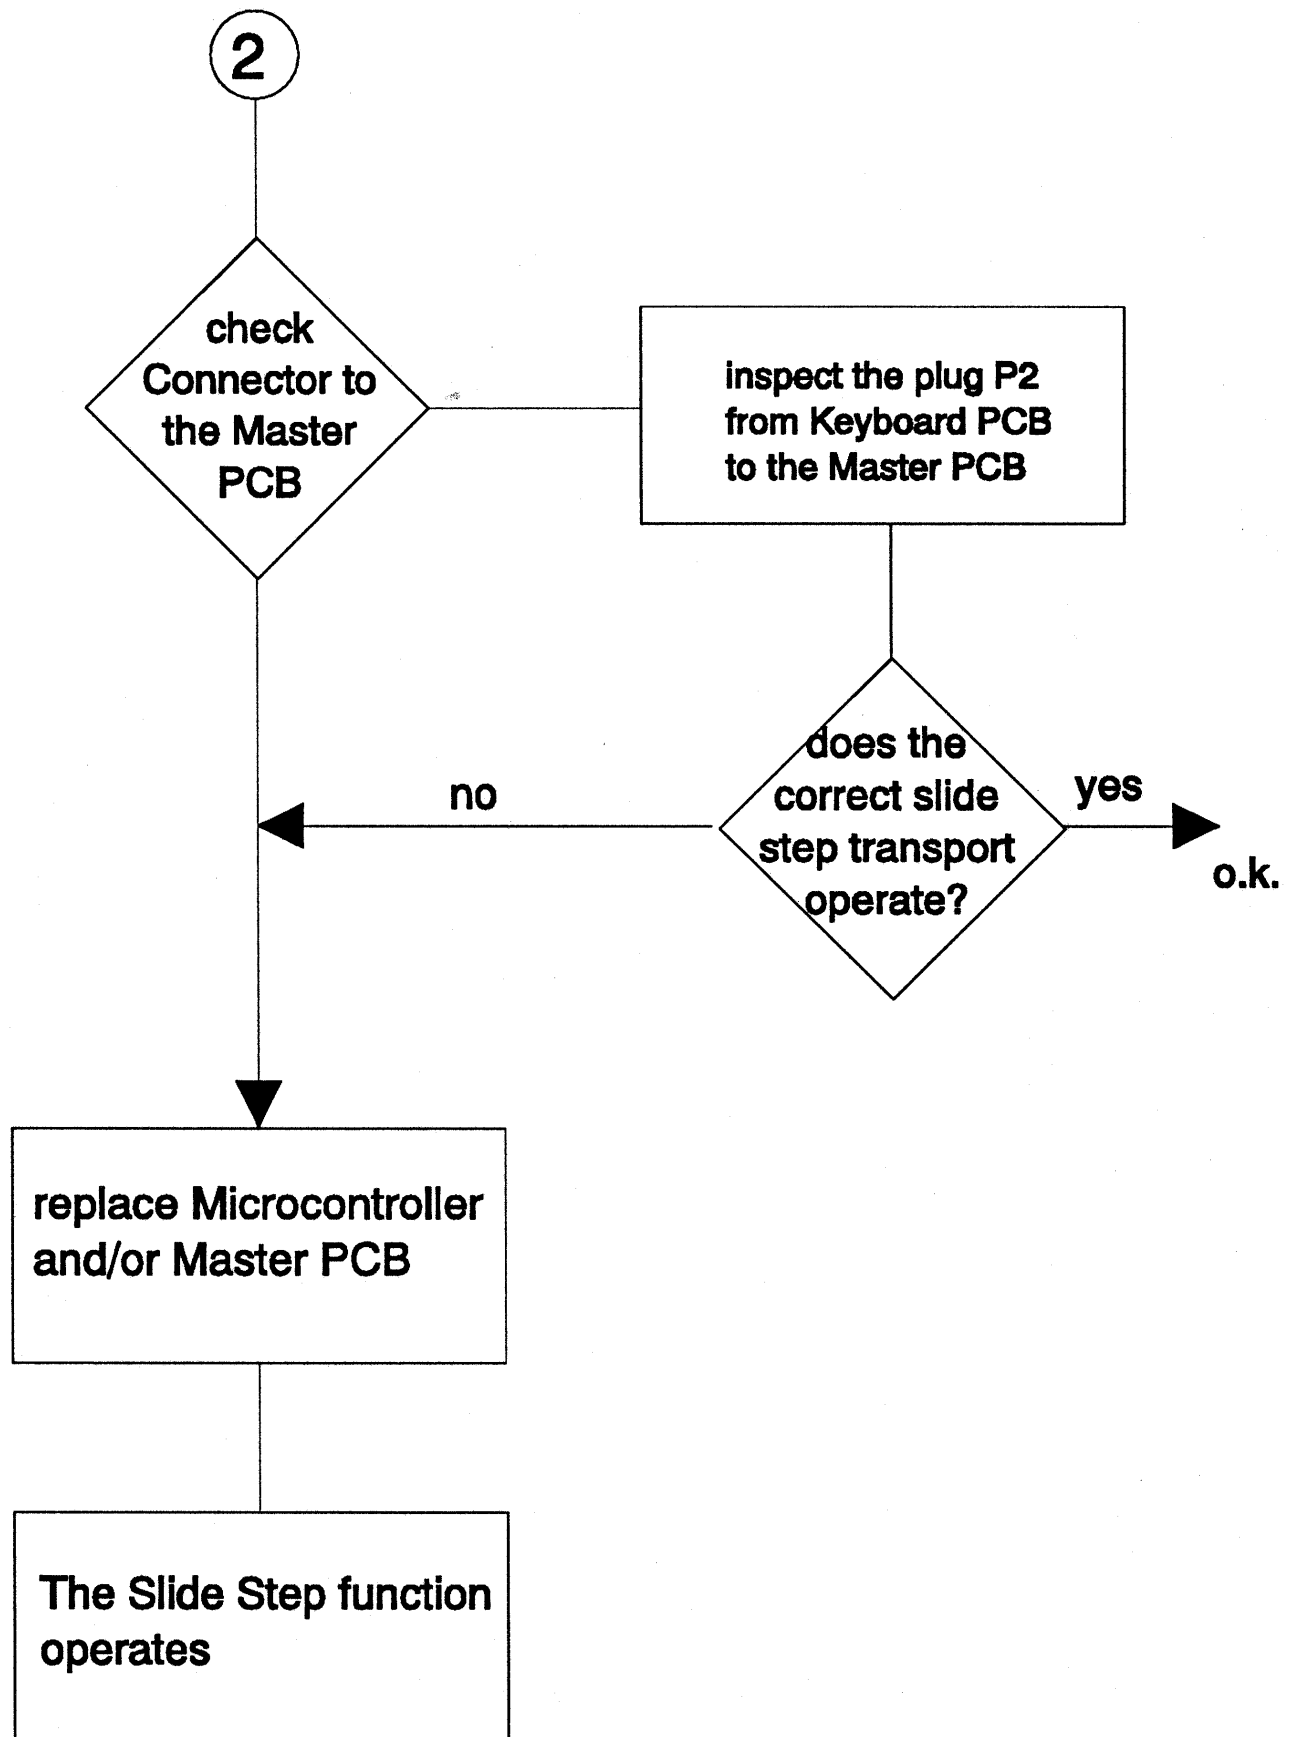 2
check
Connector to
the Master
PCB
inspect the plug P2
from Keyboard PCB
to the Master PCB
does the
correct slide
step transport
operate?
no
yes
o.k.
replace Microcontroller
and/or Master PCB
The Slide Step function
operates